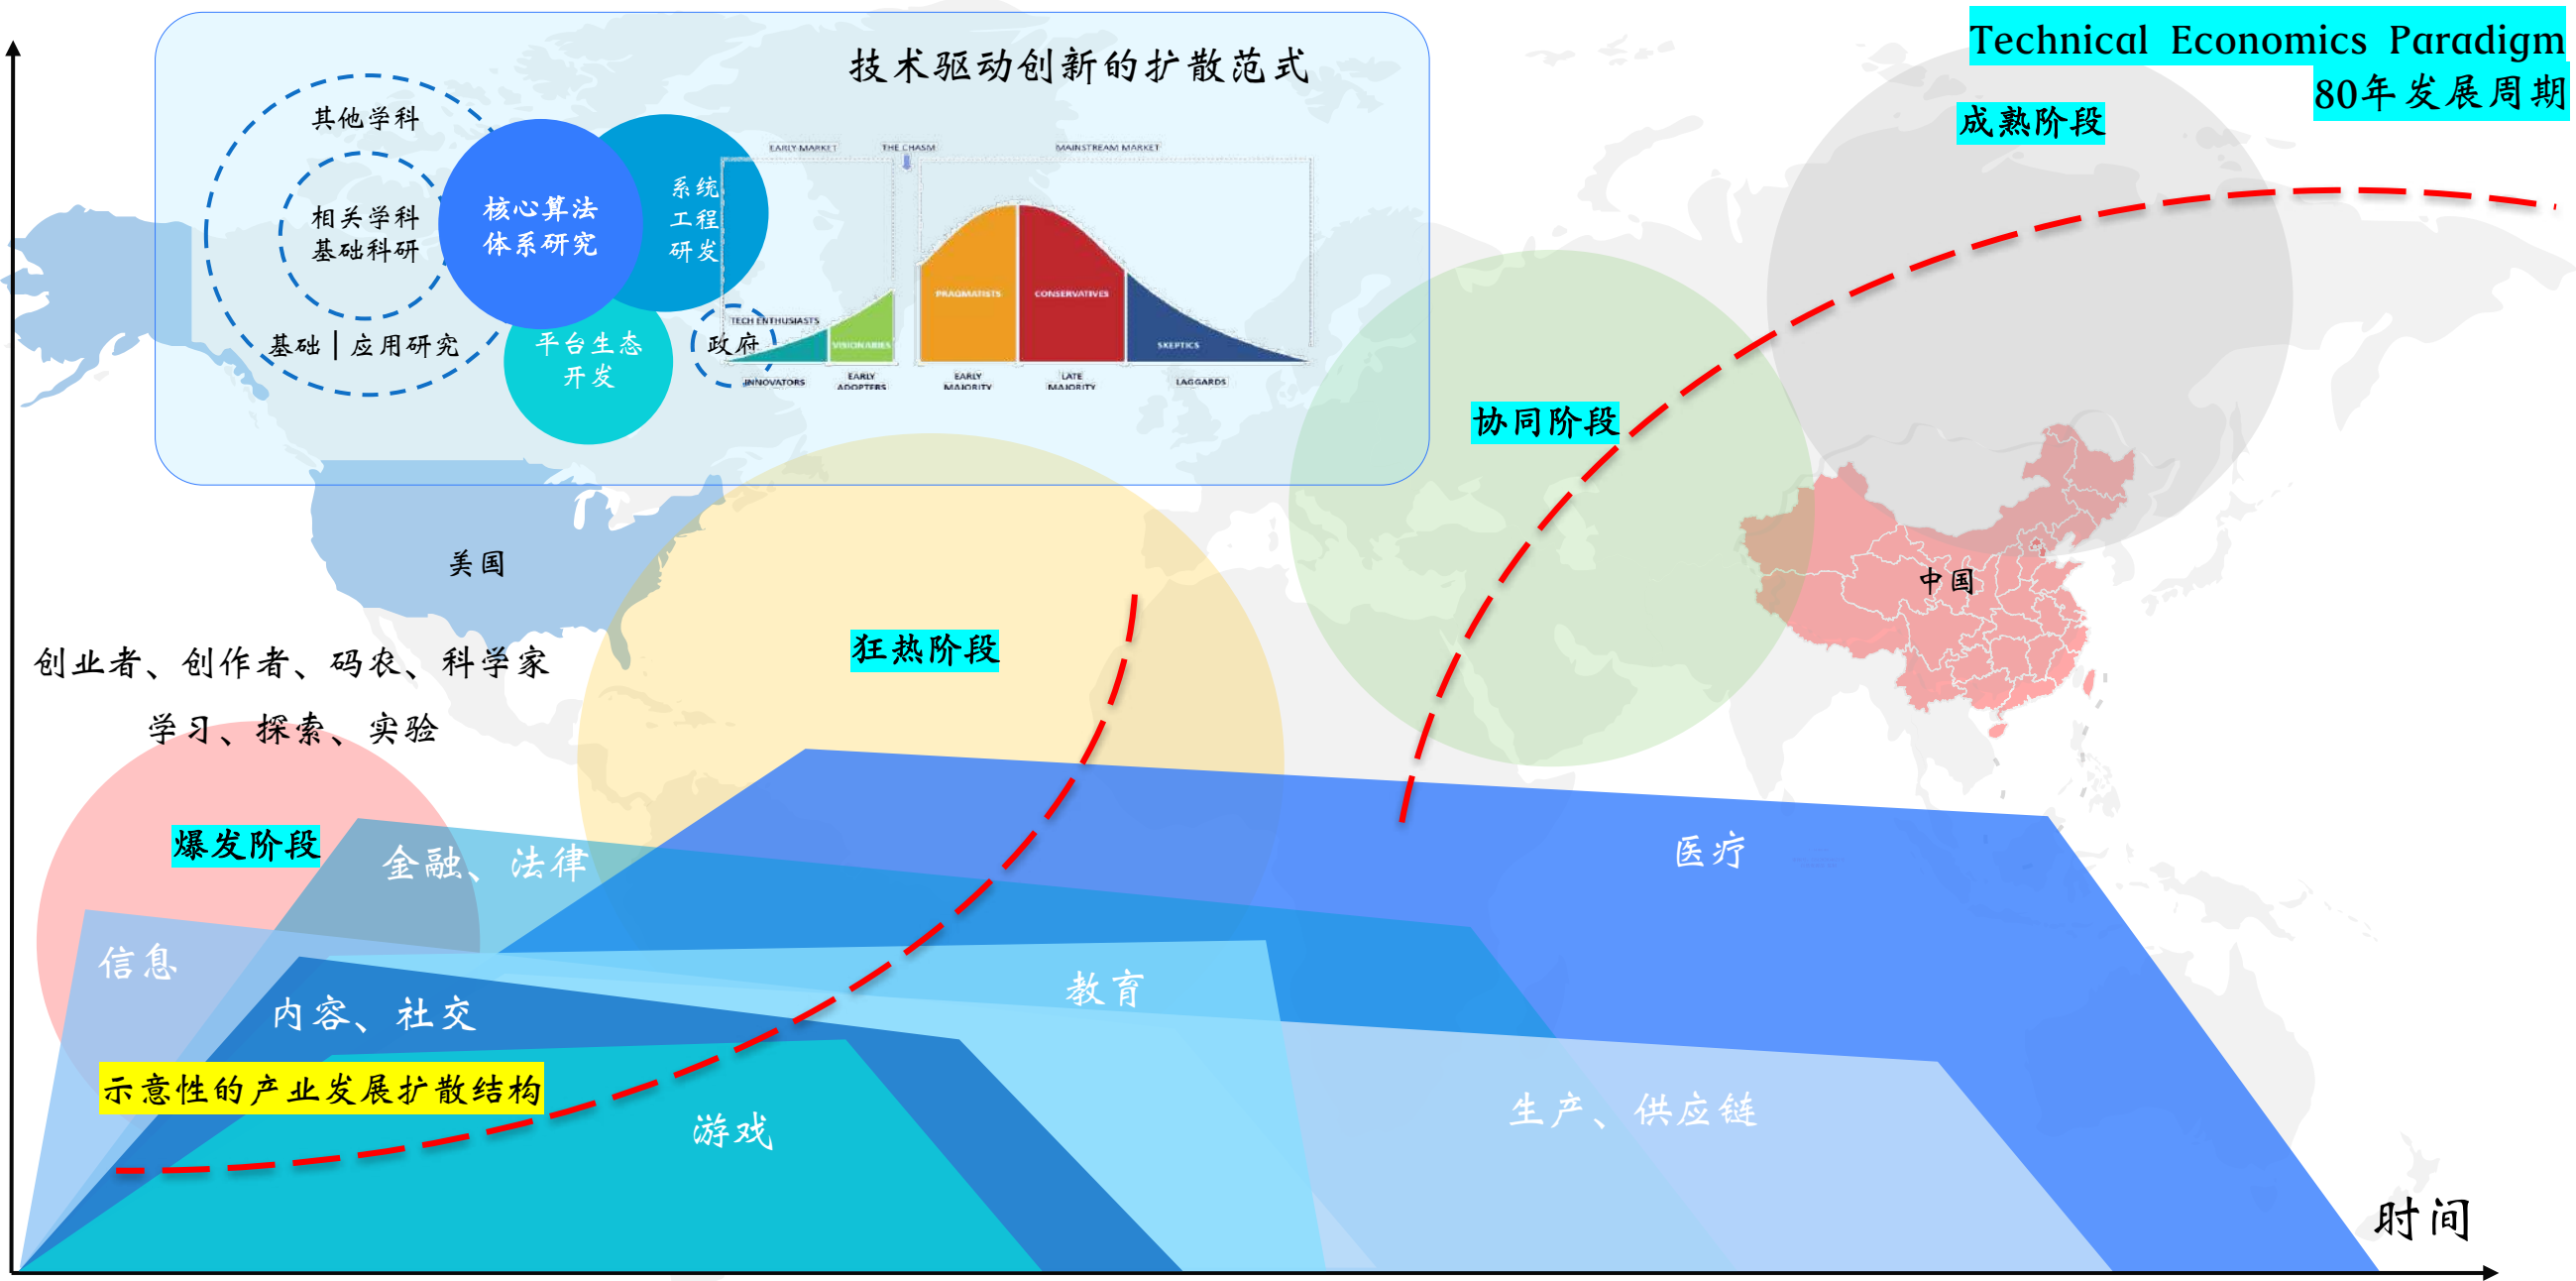 Technical Economics Paradigm
80年发展周期
技术驱动创新的扩散范式
其他学科
相关学科
基础科研
基础 | 应用研究
核心算法
体系研究
系统
工程
研发
平台生态
开发
政府
EARLY MARKET
THE CHASM
MAINSTREAM MARKET
TECH ENTHUSIASTS
VISIONARIES
PRAGMATISTS
CONSERVATIVES
SKEPTICS
INNOVATORS
EARLY
ADOPTERS
EARLY
MAJORITY
LATE
MAJORITY
LAGGARDS
成熟阶段
协同阶段
美国
中国
狂热阶段
创业者、创作者、码农、科学家
学习、探索、实验
爆发阶段
金融、法律
医疗
信息
内容、社交
教育
示意性的产业发展扩散结构
游戏
生产、供应链
时间